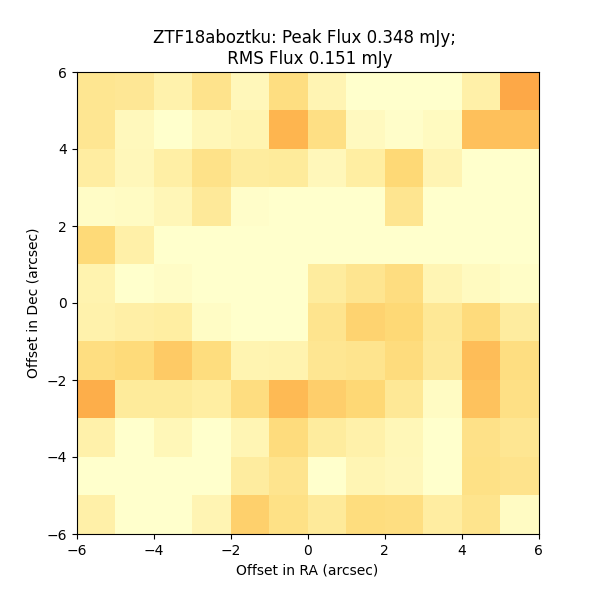 ZTF18aboztku: Peak Flux 0.348 mJy;
RMS Flux 0.151 mJy
6
4
2
0
−2
−4
−6
Offset in Dec (arcsec)
−6 −4 −2 0 2 4 6
Offset in RA (arcsec)